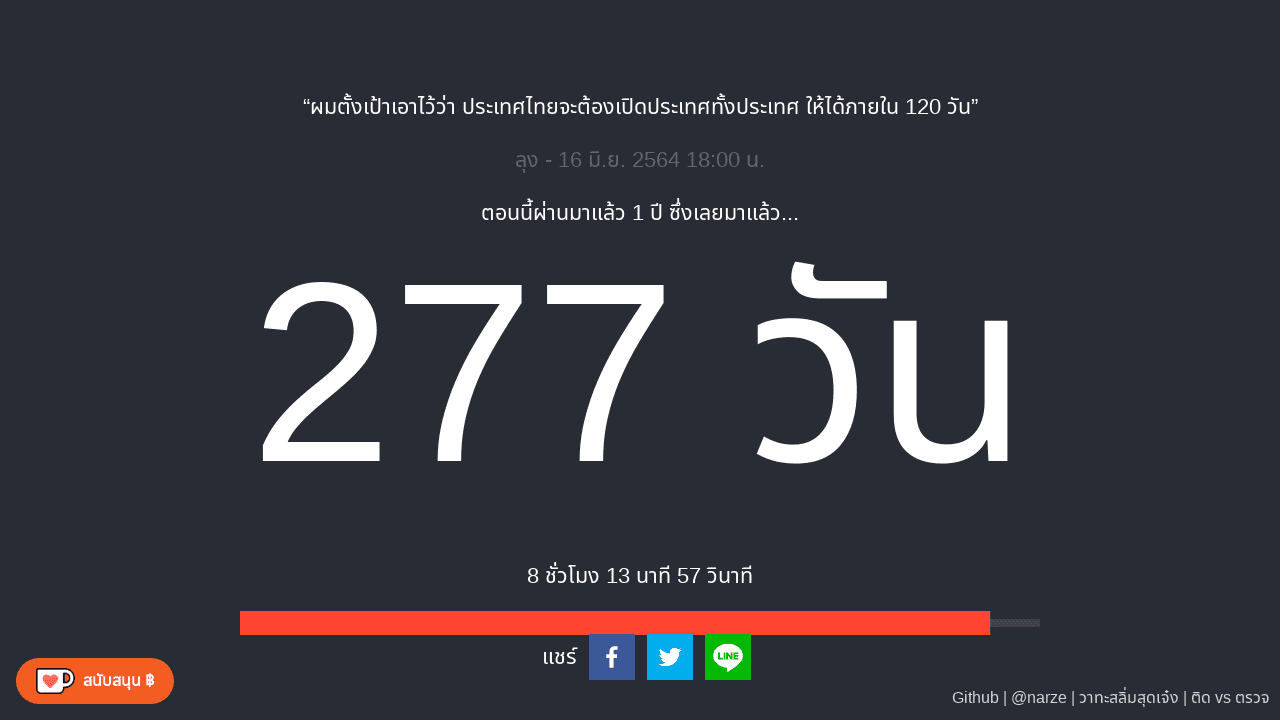 “ผมตั้งเป้าเอาไว้ว่า ประเทศไทยจะต้องเปิดประเทศทั้งประเทศ ให้ได้ภายใน 120 วัน”
ลุง - 16 มิ.ย. 2564 18:00 น.
ตอนนี้ผ่านมาแล้ว 1 ปี ซึ่งเลยมาแล้ว...
277 วัน
8 ชั่วโมง 13 นาที 57 วินาที
แชร์
LINE
สนับสนุน ฿
Github | @narze | วาทะสลิ่มสุดเจ๋ง | ติด vs ตรวจ